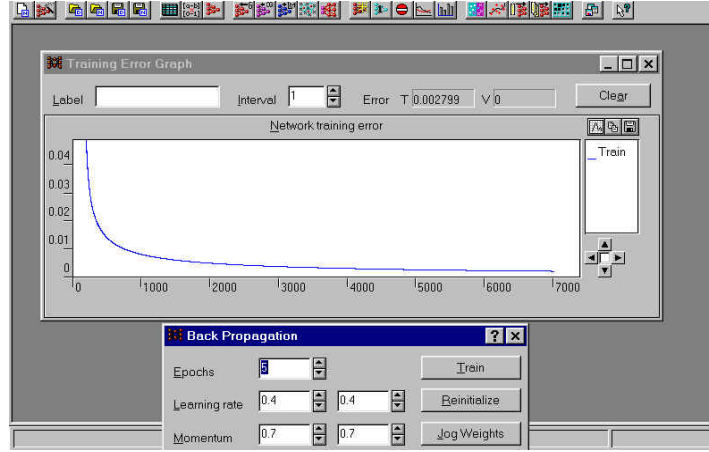 Training Error Graph
Label Interval 1 Error T 0.002799 V 0 Clear
Network training error
Train
0.04
0.03
0.02
0.01
0
0 1000 2000 3000 4000 5000 6000 7000
Back Propagation
Epochs 5 Train
Learning rate 0.4 0.4 Reinitialize
Momentum 0.7 0.7 Jog Weights